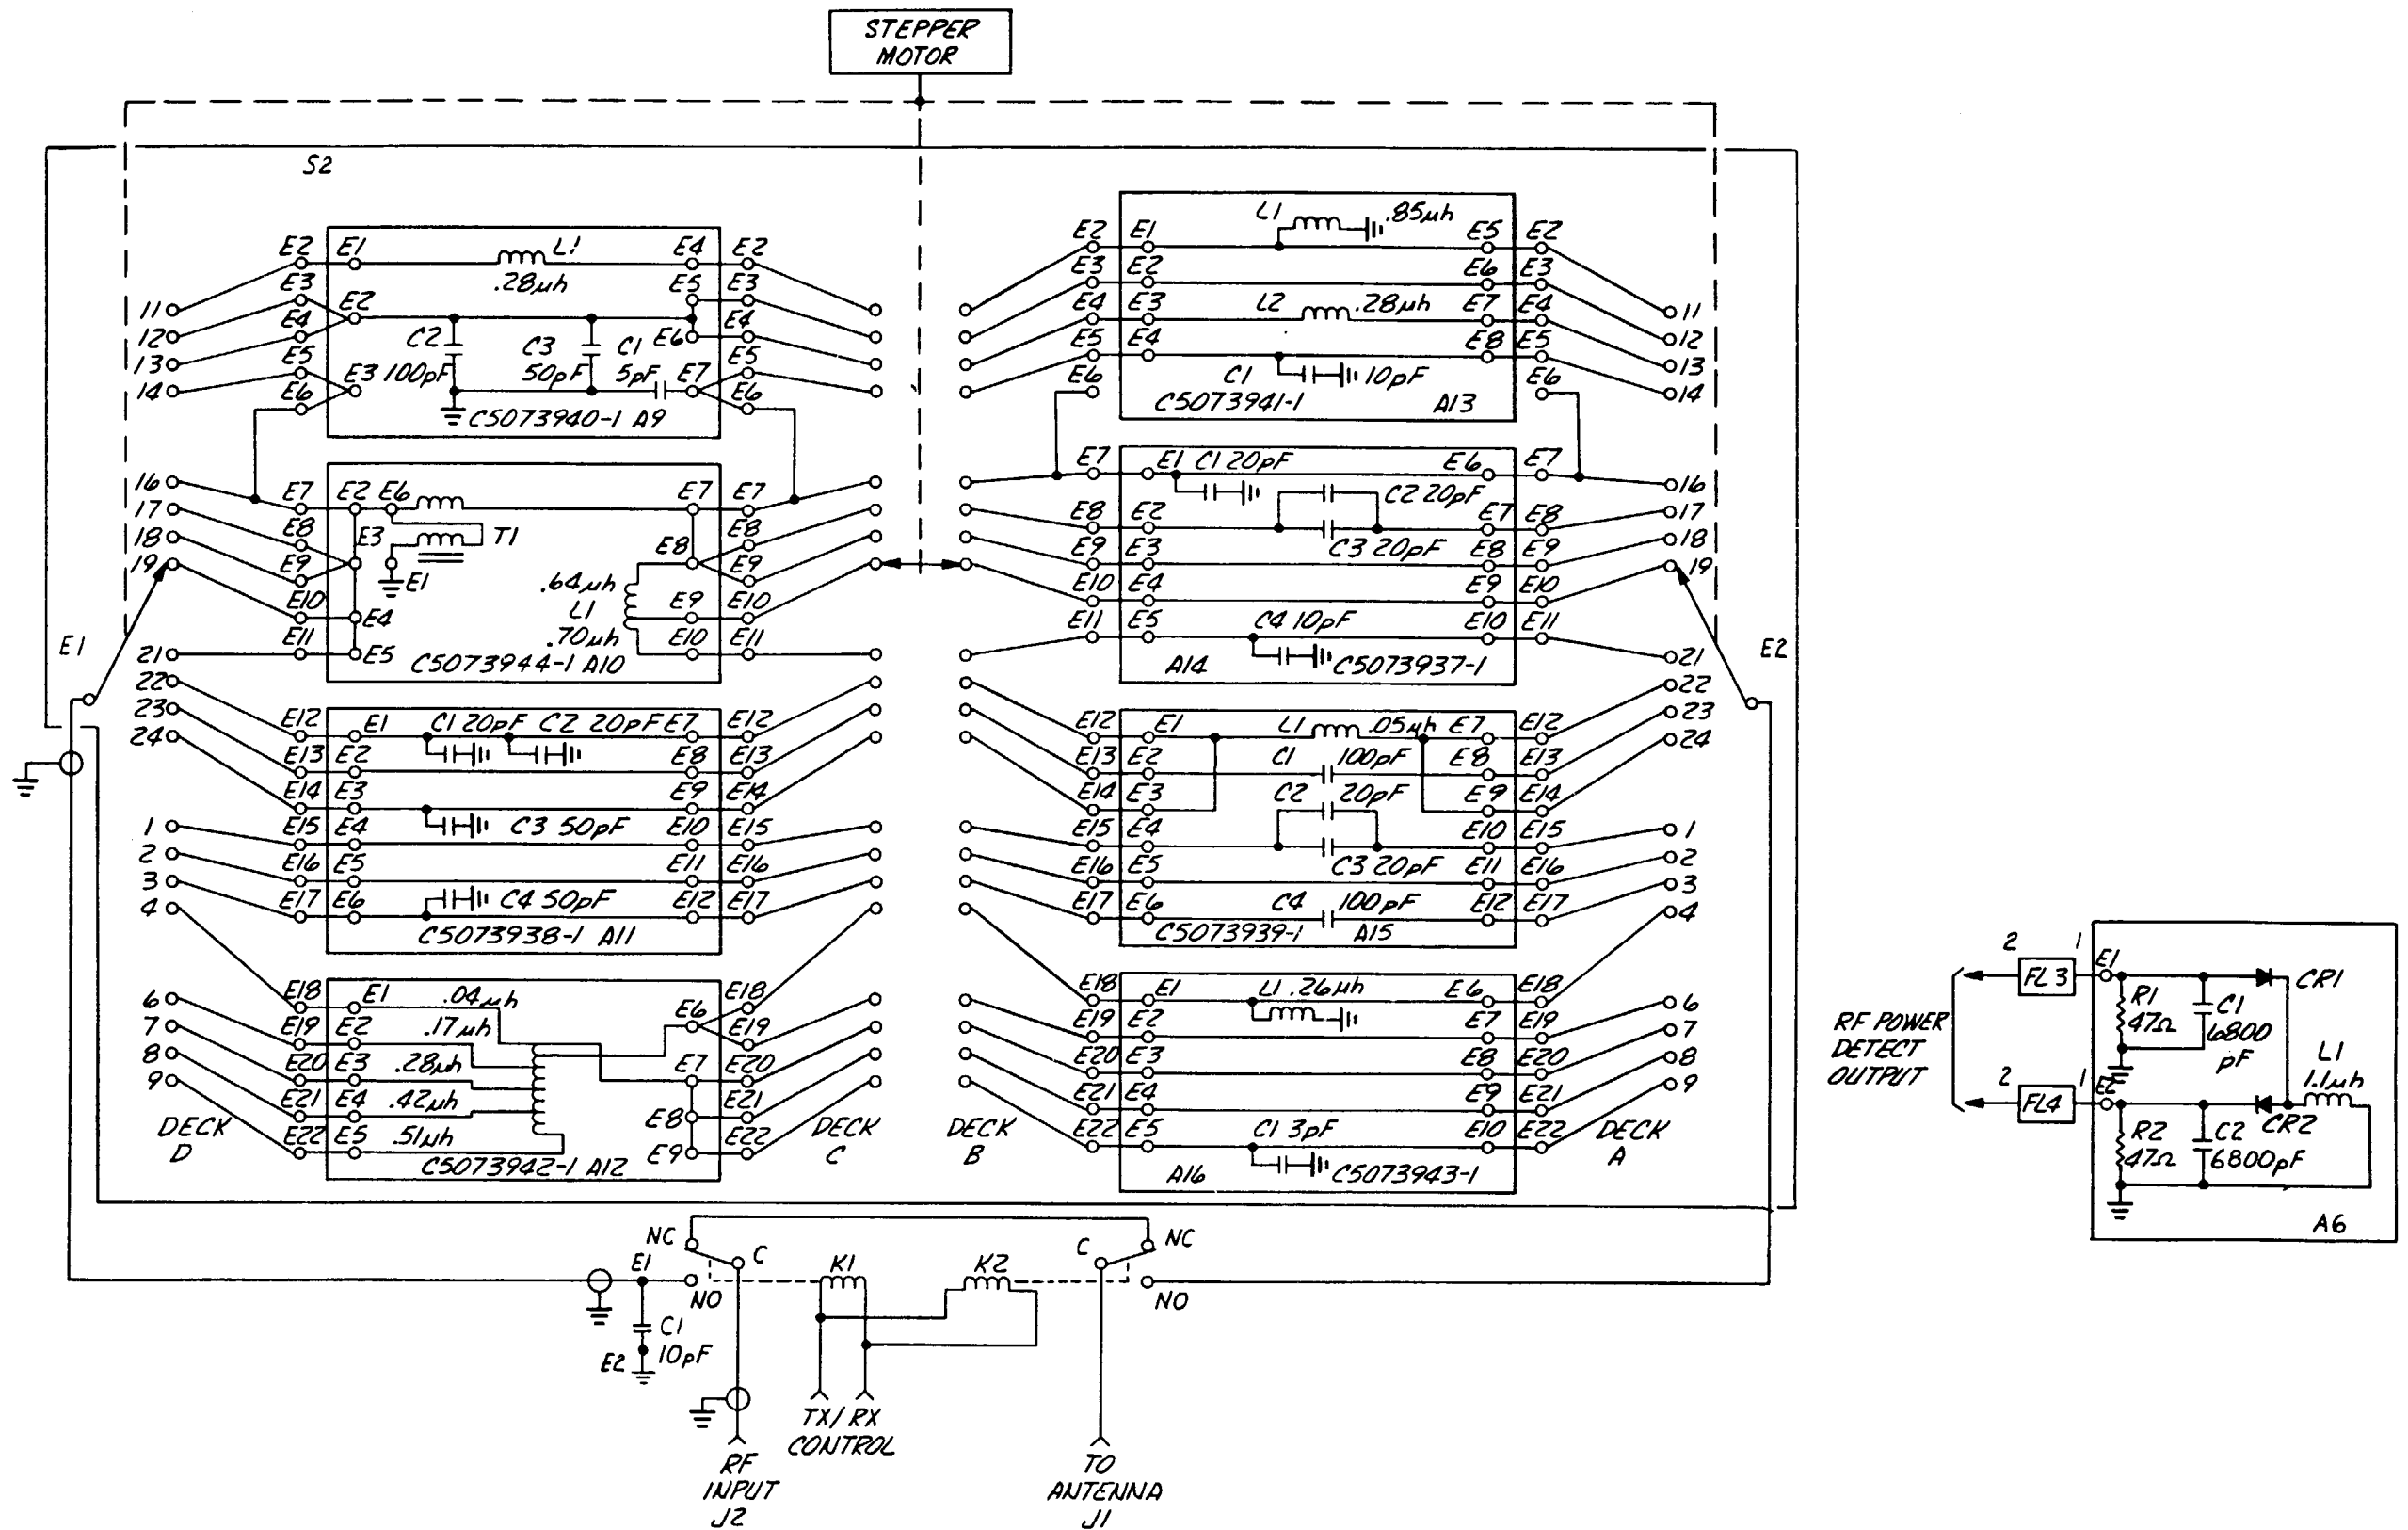 STEPPER
MOTOR
S2
E2 E1 L1 E4 E2
.28µh
E3 E2 E5 E3
11
12 E4 C2 C3 C1 E6 E4
13 E5 E3 100pF 50pF 5pF E7 E5
14 E6 C5073940-1 A9 E6
16 E7 E2 E6 E7 E7
17 E8 E3 T1 E8 E8
18 E9 E1 .64µh E9
19 E10 E4 L1 E9 E10
E1 E11 .70µh E10 E11
21 E5 C5073944-1 A10
22
23 E12 E1 C1 20pF C2 20pF E7 E12
24 E13 E2 E8 E13
E14 E3 E9 E14
1 E15 E4 C3 50pF E10 E15
2 E16 E5 E11 E16
3 E17 E6 C4 50pF E12 E17
4 C5073938-1 A11
E18 E1 .04µh E6 E18
6 E19 E2 .17µh E19
7 E20 E3 .28µh E7 E20
8 E21 E4 .42µh E8 E21
9 E22 E5 .51µh E9 E22
C5073942-1 A12
DECK
D
DECK
C
E2 E1 L1 .85µh E5 E2
E3 E2 E6 E3
E4 E3 L2 .28µh E7 E4 11
E5 E4 E8 E5 12
E6 C1 10pF E6 13
C5073941-1 A13 14
E7 E1 C1 20pF E6 E7 16
E8 E2 C2 20pF E7 E8 17
E9 E3 C3 20pF E8 E9 18
E10 E4 E9 E10 19
E11 E5 C4 10pF E10 E11 E2
A14 C5073937-1 21
22
E12 E1 L1 .05µh E7 E12 23
E13 E2 C1 100pF E8 E13 24
E14 E3 C2 20pF E9 E14
E15 E4 E10 E15 1
E16 E5 C3 20pF E11 E16 2
E17 E6 C4 100pF E12 E17 3
C5073939-1 A15 4
E18 E1 L1 .26µh E6 E18
E19 E2 E7 E19 6
E20 E3 E8 E20 7
E21 E4 E9 E21 8
E22 E5 C1 3pF E10 E22 9
A16 C5073943-1
DECK
B
DECK
A
NC C C NC
E1 K1 K2
NO NO
C1
10pF
E2
TX/RX
CONTROL
RF
INPUT
J2
TO
ANTENNA
J1
2 1 E1
FL3 CR1
R1 C1
47Ω 6800
pF
RF POWER
DETECT
OUTPUT
L1
1.1µh
2 1 E2
FL4 CR2
R2 C2
47Ω 6800pF
A6